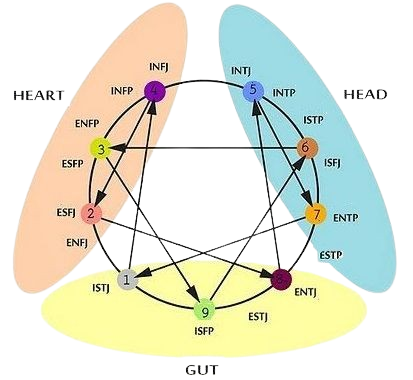 INFJ
INTJ
4
5
INFP
INTP
HEART
HEAD
ENFP
ISTP
3
6
ESFP
ISFJ
ESFJ
2
7
ENTP
ENFJ
ESTP
ISTJ
1
8
ENTJ
9
ESTJ
ISFP
GUT